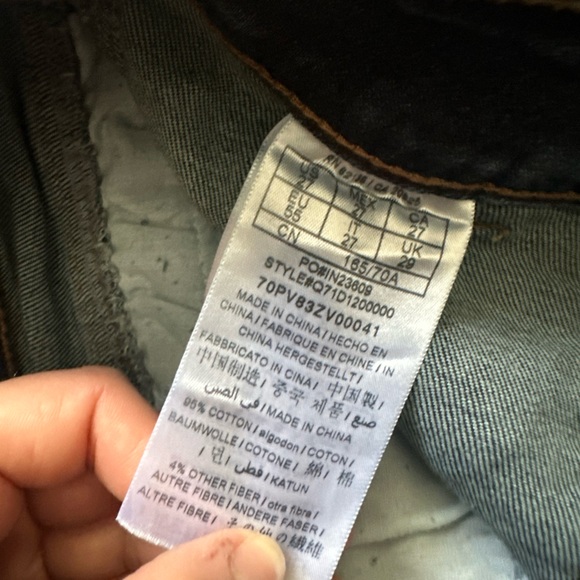 US MEX CA
27 27 27
EU IT UK
55 27 29
CN 165/70A
PO#IN23609
STYLE#Q71D1200000
70PV83ZV00041
MADE IN CHINA / HECHO EN
CHINA / FABRIQUE EN CHINE / IN
CHINA HERGESTELLT /
FABBRICATO IN CINA / 中国製 /
中国制造 / 중국 제품 / صنع
في الصين / MADE IN CHINA
96% COTTON / algodon / COTON /
BAUMWOLLE / COTONE / 綿 / 棉
/ 면 / قطن / KATUN
4% OTHER FIBER / otra fibra /
AUTRE FIBRE / ANDERE FASER /
ALTRE FIBRE / その他の繊維